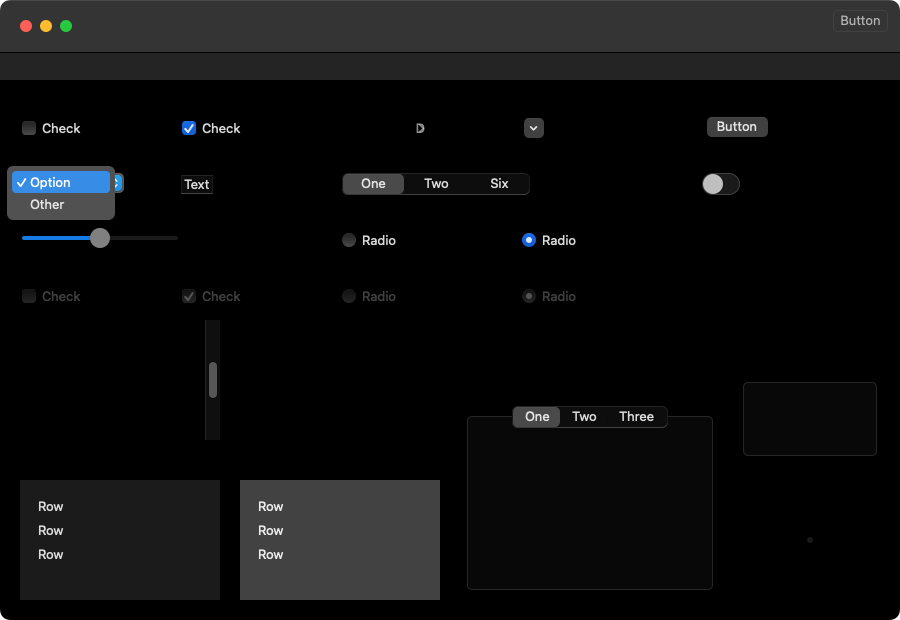 Button
Check
Check
D
Button
Option
Other
Text
One Two Six
Radio
Radio
Check
Check
Radio
Radio
One Two Three
Row
Row
Row
Row
Row
Row